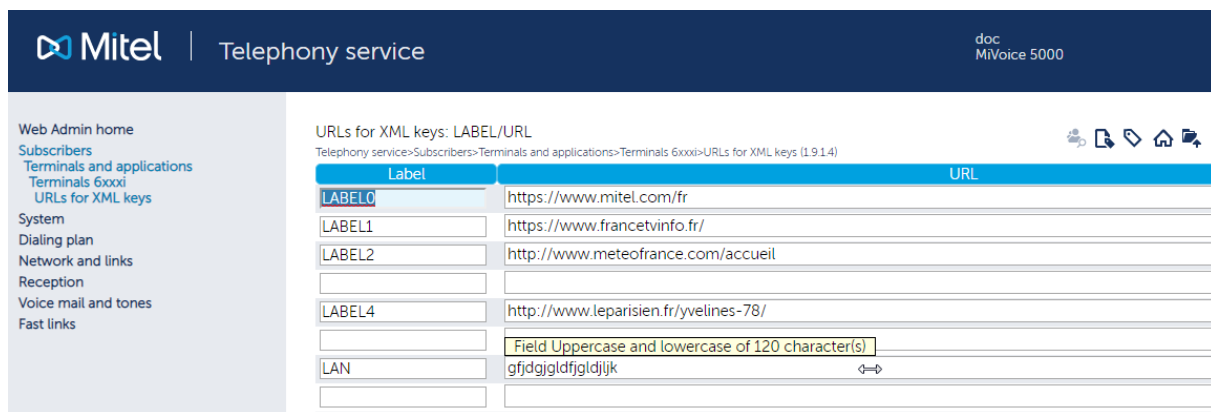 Mitel | Telephony service
doc
MiVoice 5000
Web Admin home
Subscribers
Terminals and applications
Terminals 6xxxi
URLs for XML keys
System
Dialing plan
Network and links
Reception
Voice mail and tones
Fast links
URLs for XML keys: LABEL/URL
Telephony service>Subscribers>Terminals and applications>Terminals 6xxxi>URLs for XML keys (1.9.1.4)
Label URL
LABEL0 https://www.mitel.com/fr
LABEL1 https://www.francetvinfo.fr/
LABEL2 http://www.meteofrance.com/accueil
LABEL4 http://www.leparisien.fr/yvelines-78/
Field Uppercase and lowercase of 120 character(s)
LAN gfjdgjgldfjgldjljk